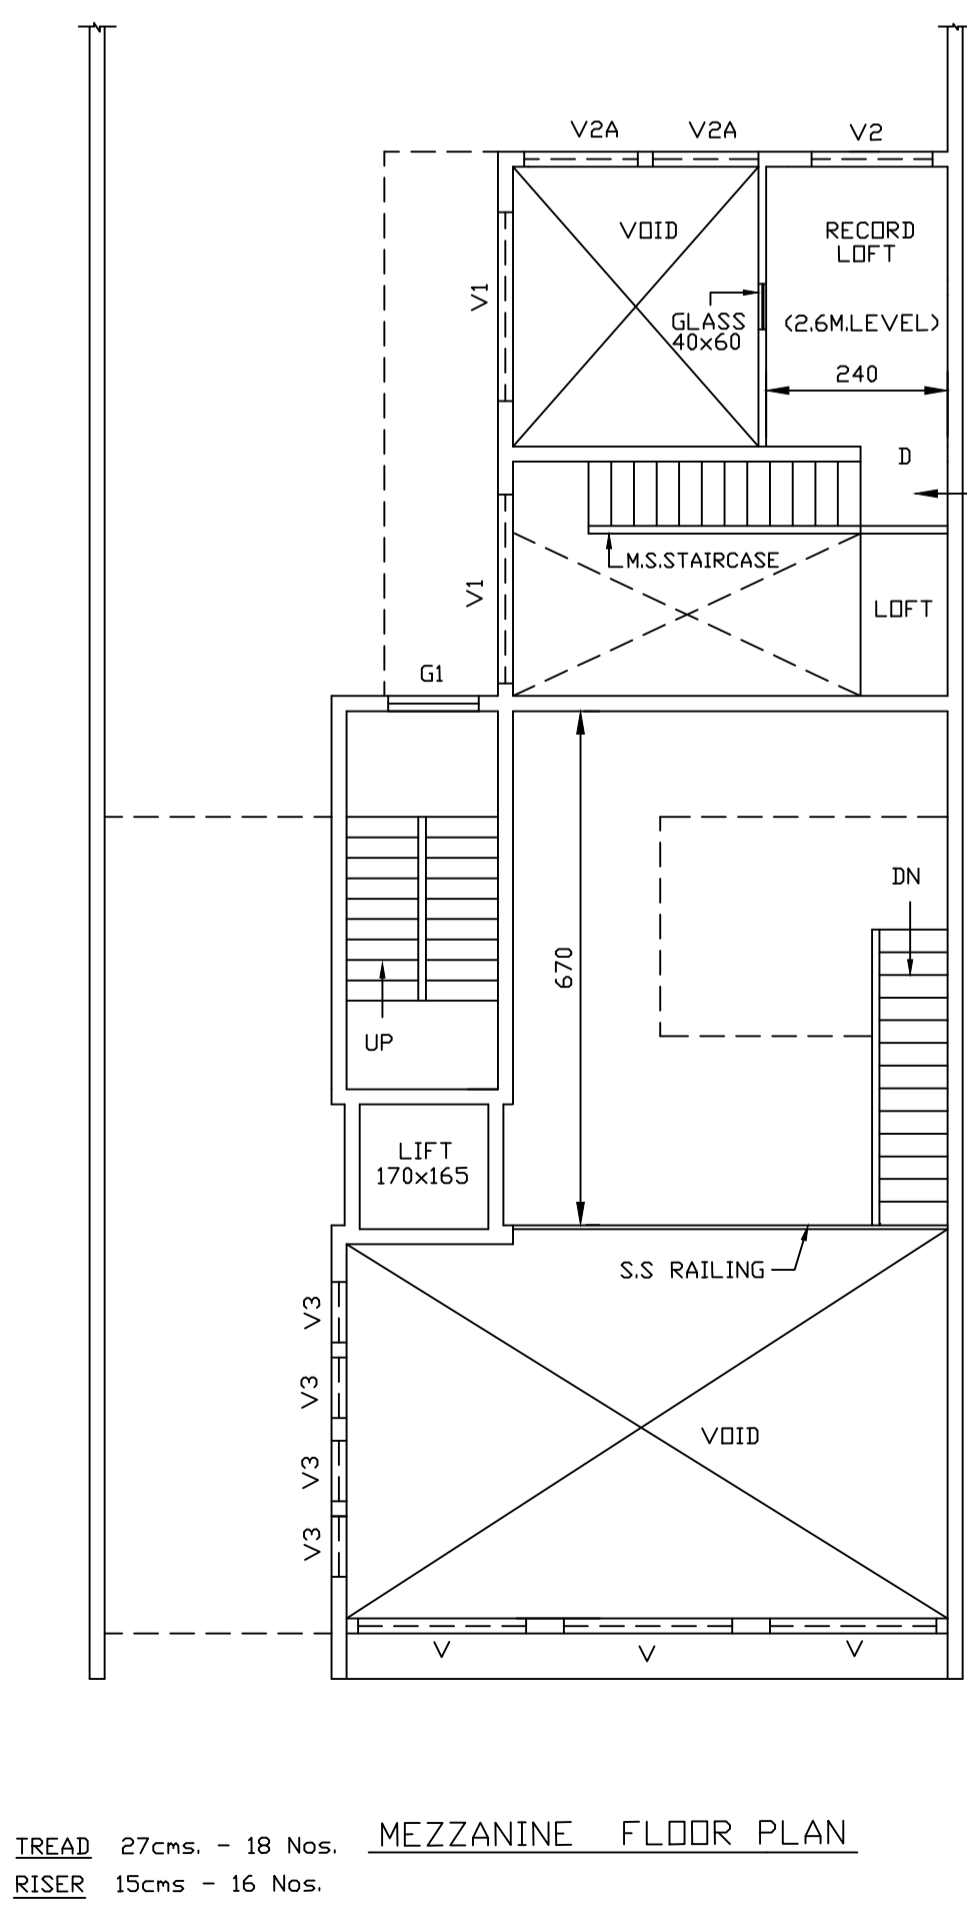 V2A
V2A
V2
VOID
RECORD
LOFT
V1
GLASS
40x60
(2.6M.LEVEL)
240
D
M.S.STAIRCASE
V1
LOFT
G1
DN
670
UP
LIFT
170x165
S.S RAILING
V3
V3
VOID
V3
V3
V
V
V
MEZZANINE FLOOR PLAN
TREAD 27cms. - 18 Nos.
RISER 15cms - 16 Nos.